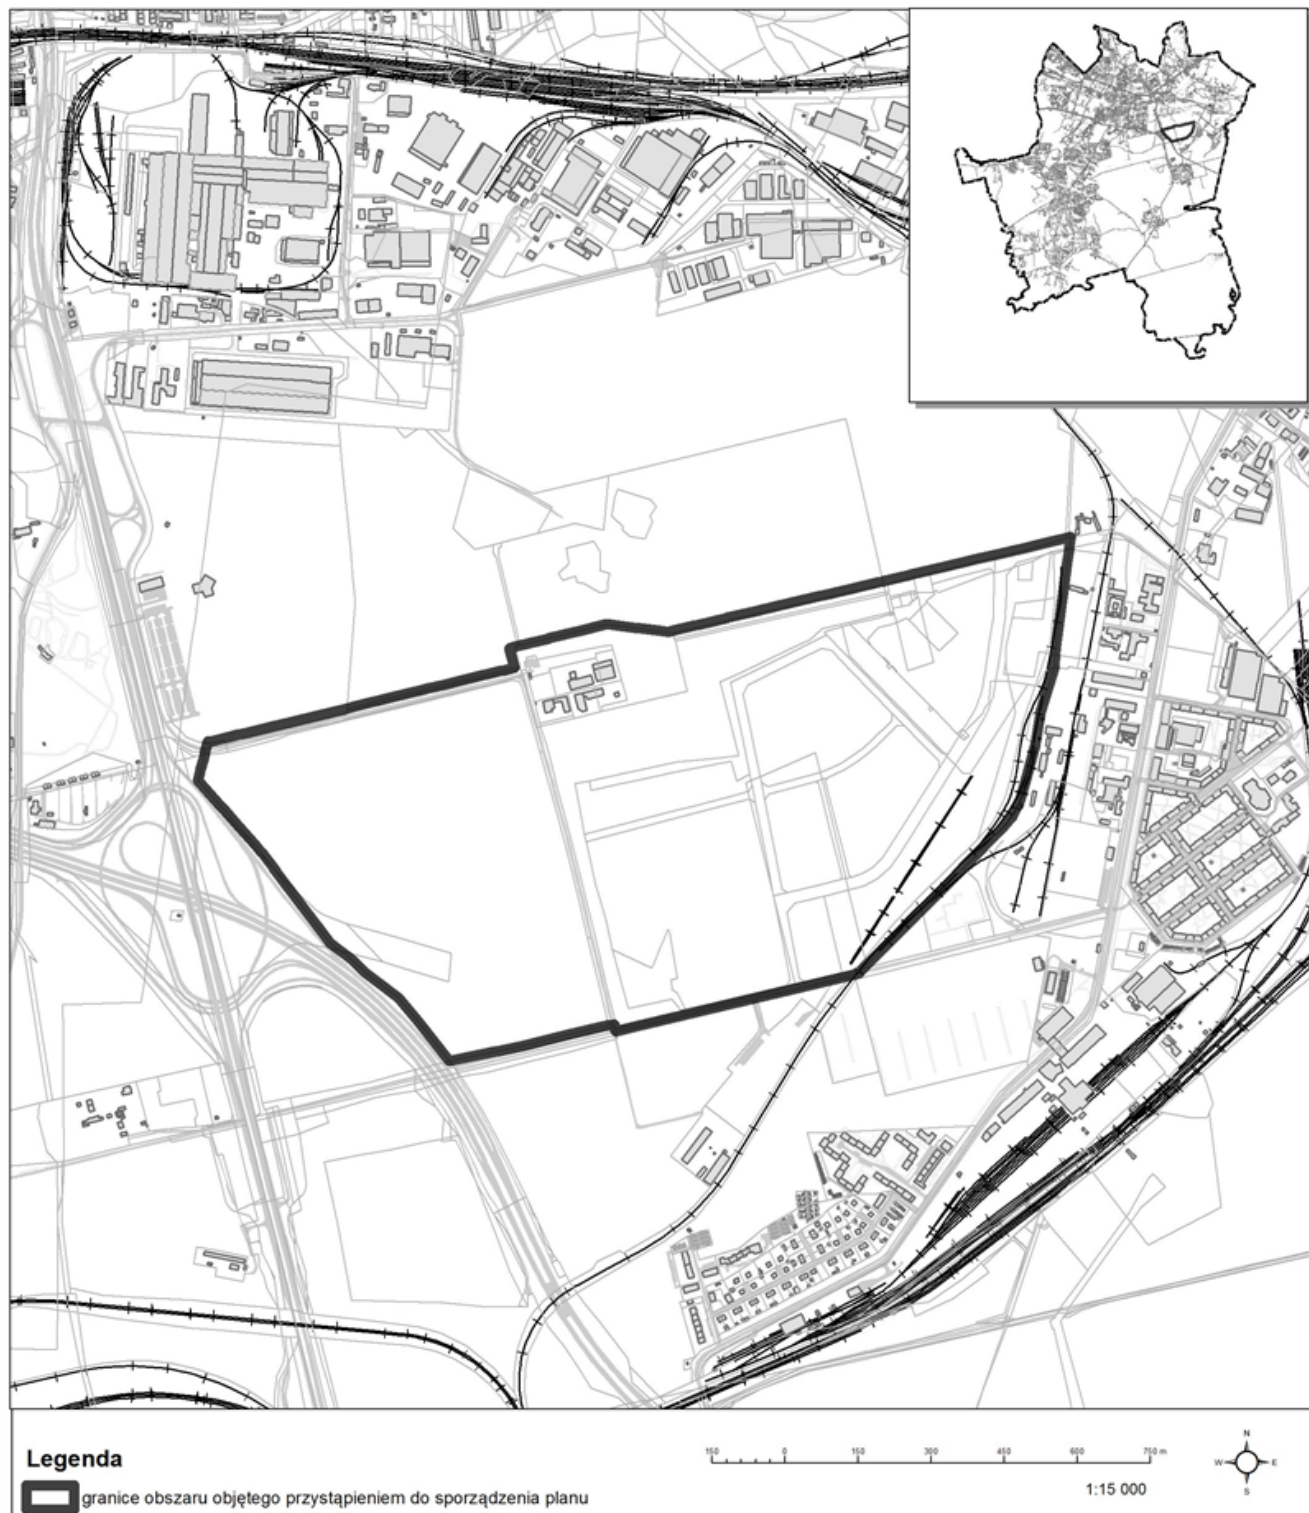 Legenda
granice obszaru objętego przystąpieniem do sporządzenia planu
150 0 150 300 450 600 750 m
1:15 000
N
W E
S